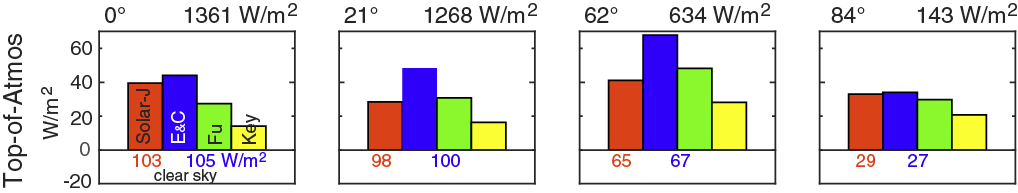 0° 1361 W/m² 21° 1268 W/m² 62° 634 W/m² 84° 143 W/m²
Top-of-Atmos
W/m²
60
40
20
0
-20
Solar-J E&C Fu Key
103 105 W/m² 98 100 65 67 29 27
clear sky